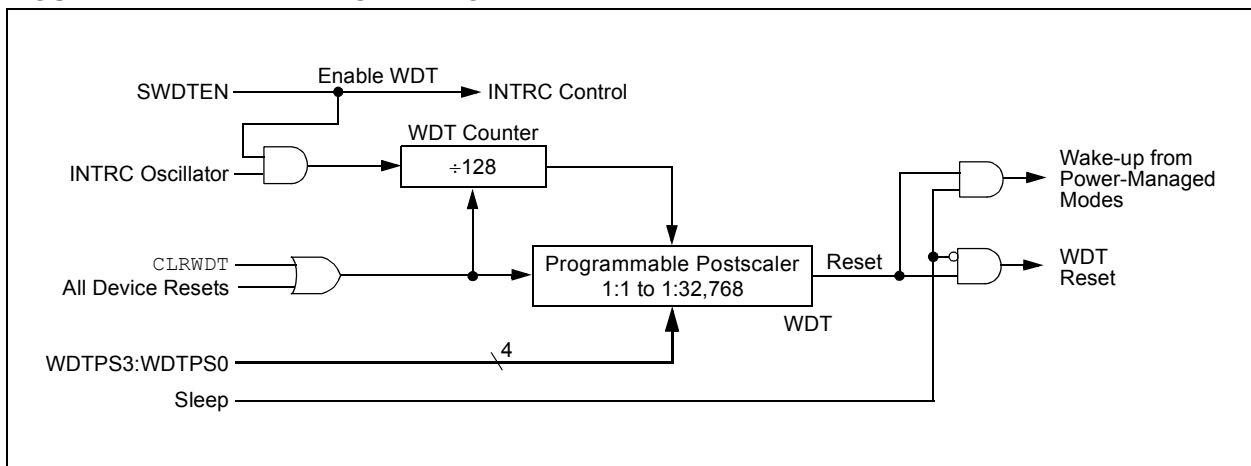 Enable WDT
SWDTEN
INTRC Control
WDT Counter
÷128
INTRC Oscillator
Wake-up from
Power-Managed
Modes
CLRWDT
All Device Resets
Programmable Postscaler
1:1 to 1:32,768
Reset
WDT
WDT
Reset
4
WDTPS3:WDTPS0
Sleep